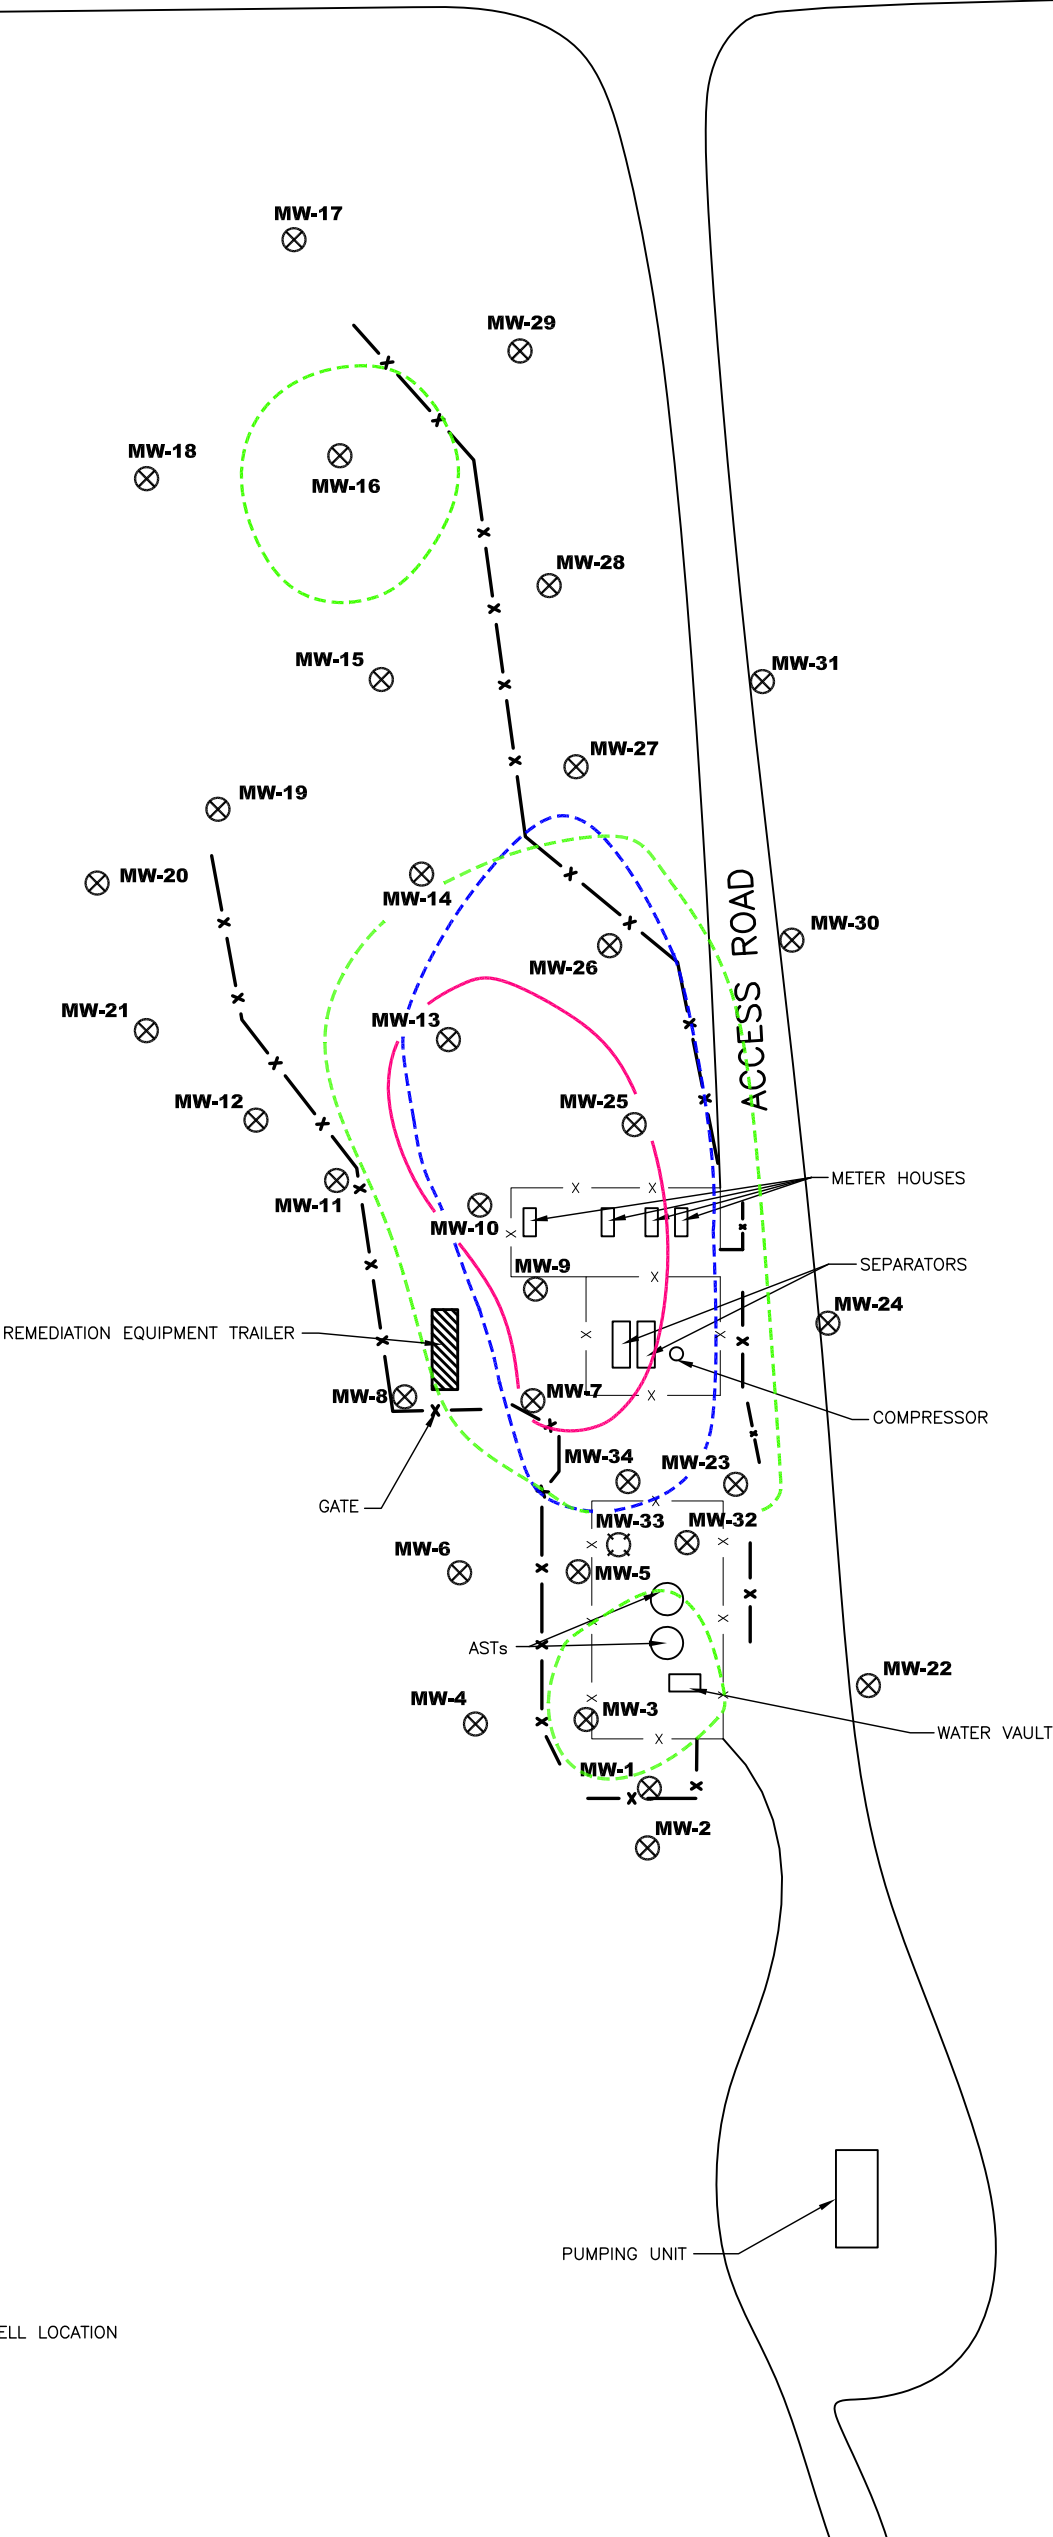 MW-17
MW-29
MW-18
MW-16
MW-28
MW-15
MW-31
MW-27
MW-19
MW-20
MW-14
ACCESS ROAD
MW-30
MW-26
MW-21
MW-13
MW-12
MW-25
MW-11
METER HOUSES
MW-10
MW-9
SEPARATORS
MW-24
REMEDIATION EQUIPMENT TRAILER
MW-8
MW-7
COMPRESSOR
MW-34
MW-23
GATE
MW-33
MW-32
MW-6
MW-5
ASTs
MW-22
MW-4
MW-3
WATER VAULT
MW-1
MW-2
PUMPING UNIT
ELL LOCATION